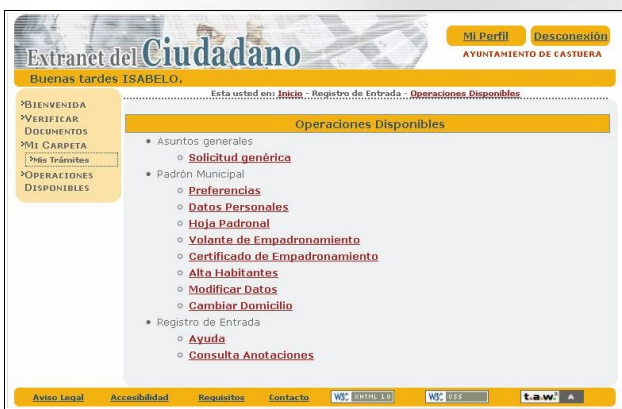 Extranet del Ciudadano
Mi Perfil
Desconexión
AYUNTAMIENTO DE CASTUERA
Buenas tardes ISABELO.
Esta usted en: Inicio - Registro de Entrada - Operaciones Disponibles
BIENVENIDA
VERIFICAR
DOCUMENTOS
MI CARPETA
Mis Trámites
OPERACIONES
DISPONIBLES
Operaciones Disponibles
Asuntos generales
Solicitud genérica
Padrón Municipal
Preferencias
Datos Personales
Hoja Padronal
Volante de Empadronamiento
Certificado de Empadronamiento
Alta Habitantes
Modificar Datos
Cambiar Domicilio
Registro de Entrada
Ayuda
Consulta Anotaciones
Aviso Legal
Accesibilidad
Requisitos
Contacto
W3C XHTML 1.0
W3C CSS
t.a.w.3 A